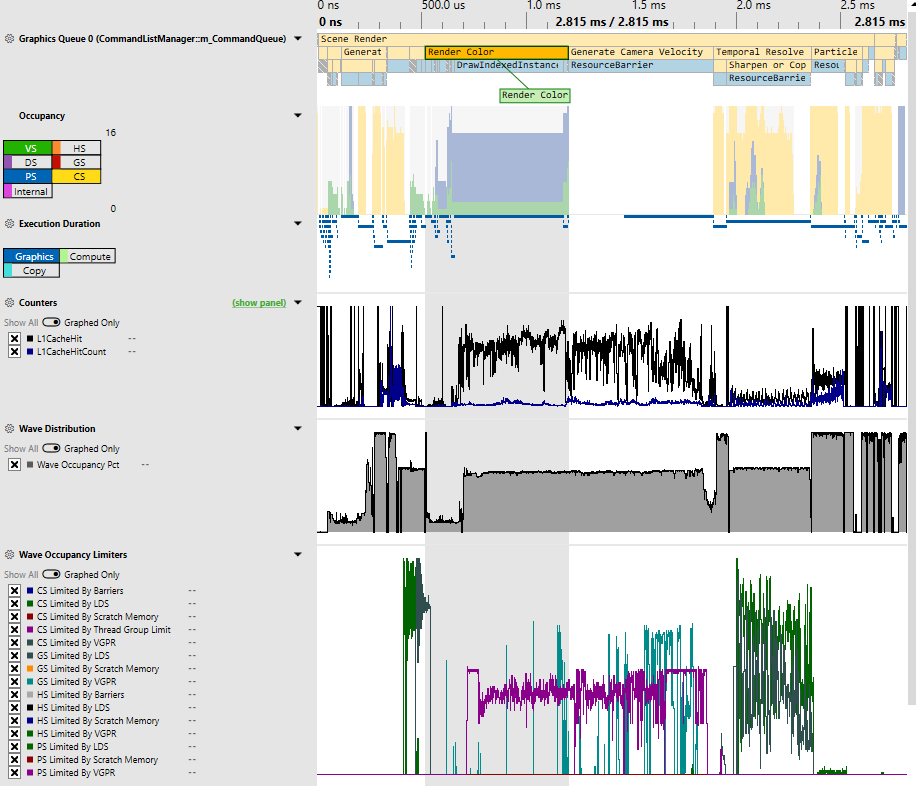 0 ns 500.0 us 1.0 ms 1.5 ms 2.0 ms 2.5 ms
0 ns 2.815 ms / 2.815 ms 2.815 ms
Graphics Queue 0 (CommandListManager::m_CommandQueue)
Scene Render
Generat Render Color Generate Camera Velocity Temporal Resolve Particle
DrawIndexedInstance ResourceBarrier Sharpen or Cop Resou
ResourceBarrie
Render Color
Occupancy
16
VS HS
DS GS
PS CS
Internal
0
Execution Duration
Graphics Compute
Copy
Counters (show panel)
Show All Graphed Only
L1CacheHit --
L1CacheHitCount --
Wave Distribution
Show All Graphed Only
Wave Occupancy Pct --
Wave Occupancy Limiters
Show All Graphed Only
CS Limited By Barriers --
CS Limited By LDS --
CS Limited By Scratch Memory --
CS Limited By Thread Group Limit --
CS Limited By VGPR --
GS Limited By LDS --
GS Limited By Scratch Memory --
GS Limited By VGPR --
HS Limited By Barriers --
HS Limited By LDS --
HS Limited By Scratch Memory --
HS Limited By VGPR --
PS Limited By LDS --
PS Limited By Scratch Memory --
PS Limited By VGPR --